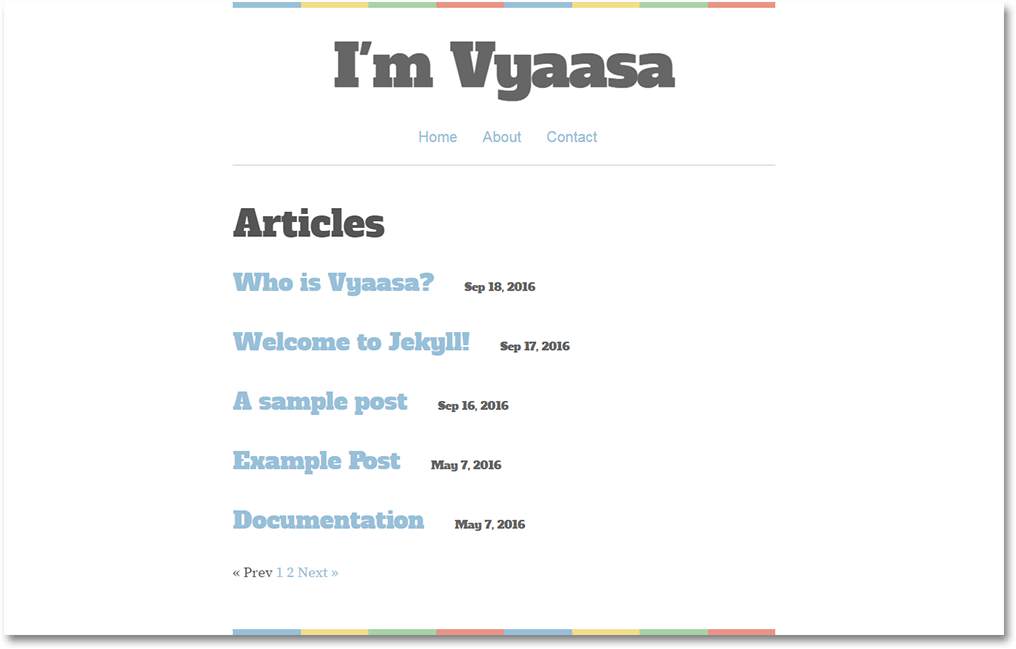 I'm Vyaasa
Home About Contact
Articles
Who is Vyaasa? Sep 18, 2016
Welcome to Jekyll! Sep 17, 2016
A sample post Sep 16, 2016
Example Post May 7, 2016
Documentation May 7, 2016
« Prev 1 2 Next »